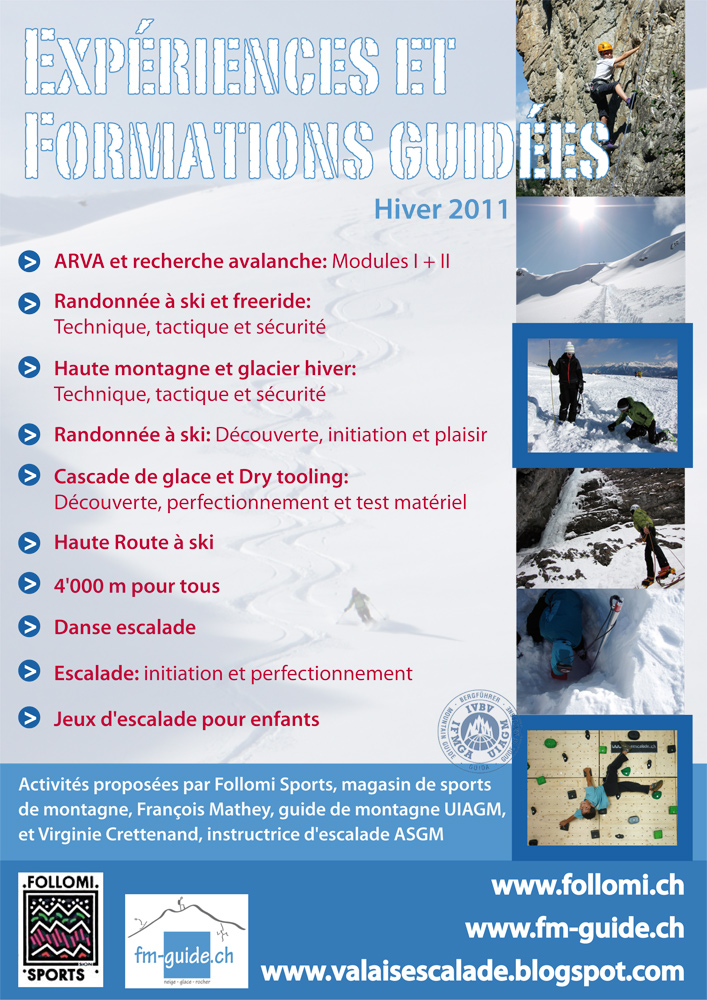 Expériences et
Formations guidées
Hiver 2011
> ARVA et recherche avalanche: Modules I + II
> Randonnée à ski et freeride:
Technique, tactique et sécurité
> Haute montagne et glacier hiver:
Technique, tactique et sécurité
> Randonnée à ski: Découverte, initiation et plaisir
> Cascade de glace et Dry tooling:
Découverte, perfectionnement et test matériel
> Haute Route à ski
> 4'000 m pour tous
> Danse escalade
> Escalade: initiation et perfectionnement
> Jeux d'escalade pour enfants
BERGFÜHRER
MOUNTAIN GUIDE
IVBV
IFMGA UIAGM
Activités proposées par Follomi Sports, magasin de sports
de montagne, François Mathey, guide de montagne UIAGM,
et Virginie Crettenand, instructrice d'escalade ASGM
.FOLLOMI.
SION
.SPORTS.
fm-guide.ch
neige - glace - rocher
www.follomi.ch
www.fm-guide.ch
www.valaisescalade.blogspot.com